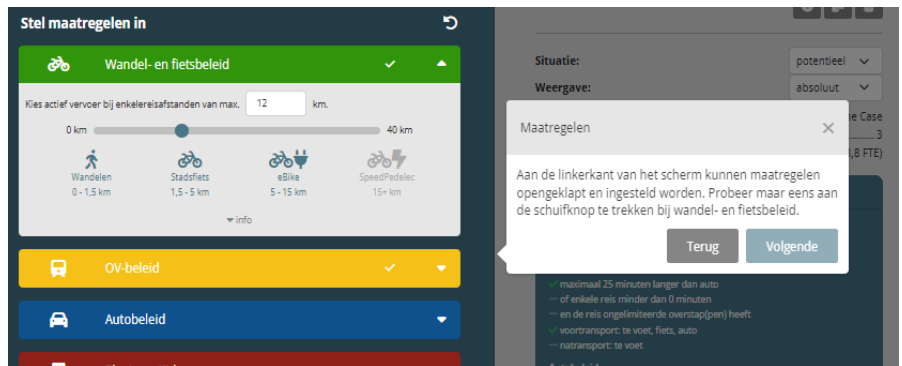 Stel maatregelen in
Wandel- en fietsbeleid
Kies actief vervoer bij enkelereisafstanden van max. 12 km.
0 km 40 km
Wandelen Stadsfiets eBike SpeedPedelec
0 - 1,5 km 1,5 - 5 km 5 - 15 km 15+ km
info
OV-beleid
Autobeleid
Situatie: potentieel
Weergave: absoluut
Case
3
,8 FTE)
Maatregelen
Aan de linkerkant van het scherm kunnen maatregelen
opengeklapt en ingesteld worden. Probeer maar eens aan
de schuifknop te trekken bij wandel- en fietsbeleid.
Terug Volgende
maximaal 25 minuten langer dan auto
of enkele reis minder dan 0 minuten
en de reis ongelimiteerde overstap(pen) heeft
voortransport: te voet, fiets, auto
natransport: te voet